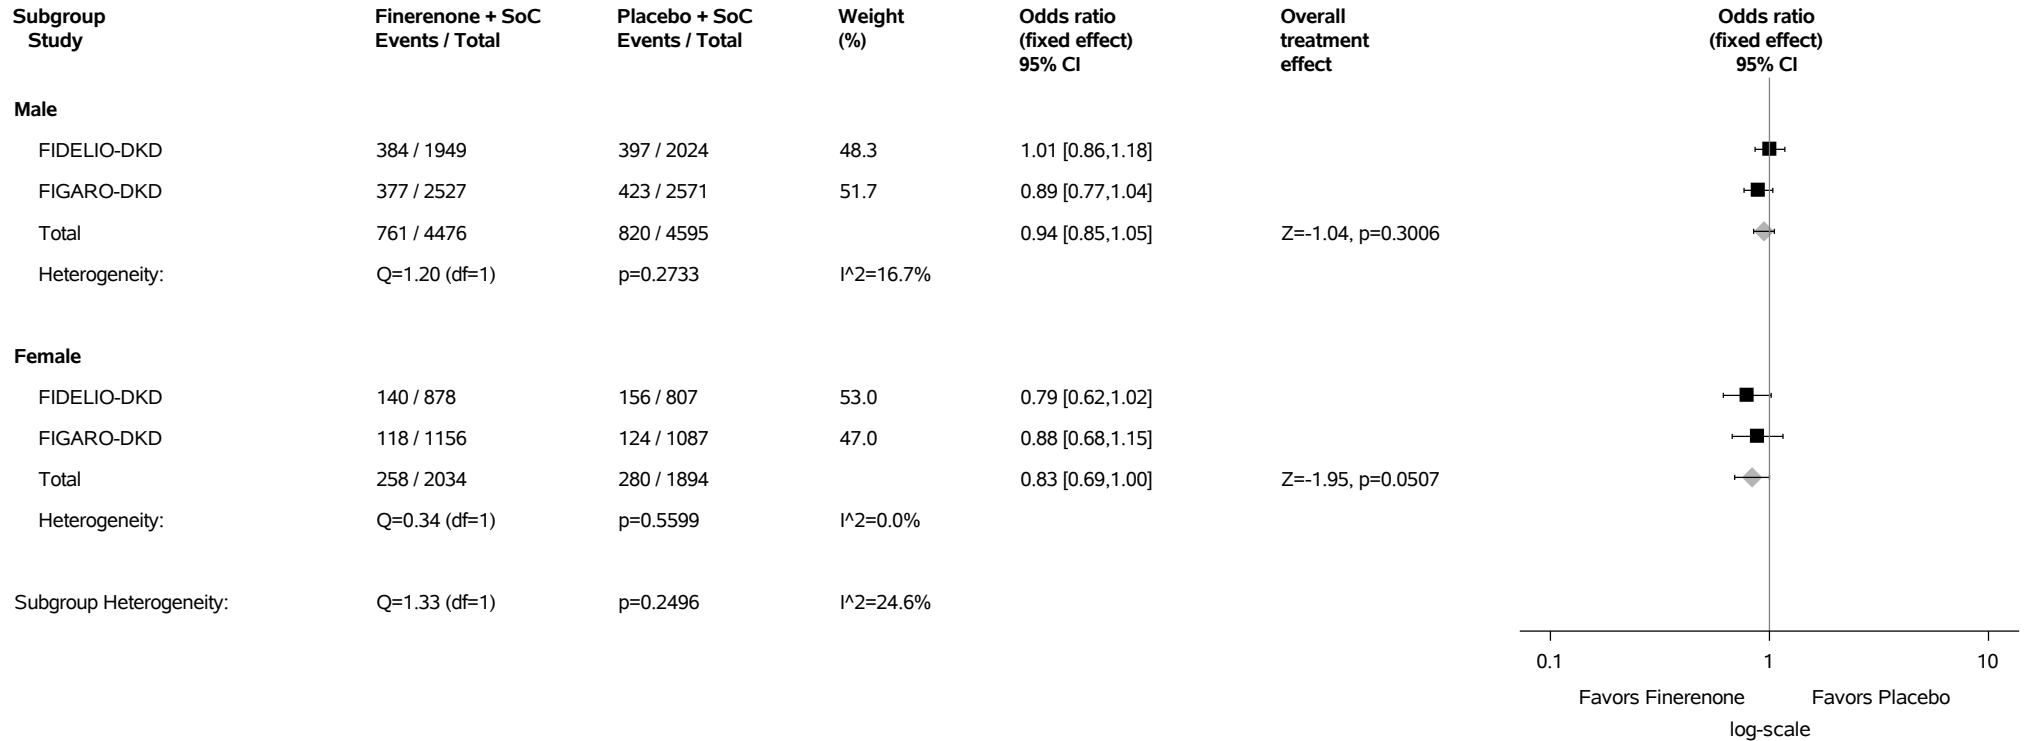 Subgroup Finerenone + SoC Placebo + SoC Weight Odds ratio Overall Odds ratio
Study Events / Total Events / Total (%) (fixed effect) treatment (fixed effect)
95% CI effect 95% CI
Male
FIDELIO-DKD 384 / 1949 397 / 2024 48.3 1.01 [0.86,1.18]
FIGARO-DKD 377 / 2527 423 / 2571 51.7 0.89 [0.77,1.04]
Total 761 / 4476 820 / 4595 0.94 [0.85,1.05] Z=-1.04, p=0.3006
Heterogeneity: Q=1.20 (df=1) p=0.2733 I^2=16.7%
Female
FIDELIO-DKD 140 / 878 156 / 807 53.0 0.79 [0.62,1.02]
FIGARO-DKD 118 / 1156 124 / 1087 47.0 0.88 [0.68,1.15]
Total 258 / 2034 280 / 1894 0.83 [0.69,1.00] Z=-1.95, p=0.0507
Heterogeneity: Q=0.34 (df=1) p=0.5599 I^2=0.0%
Subgroup Heterogeneity: Q=1.33 (df=1) p=0.2496 I^2=24.6%
0.1 1 10
Favors Finerenone Favors Placebo
log-scale